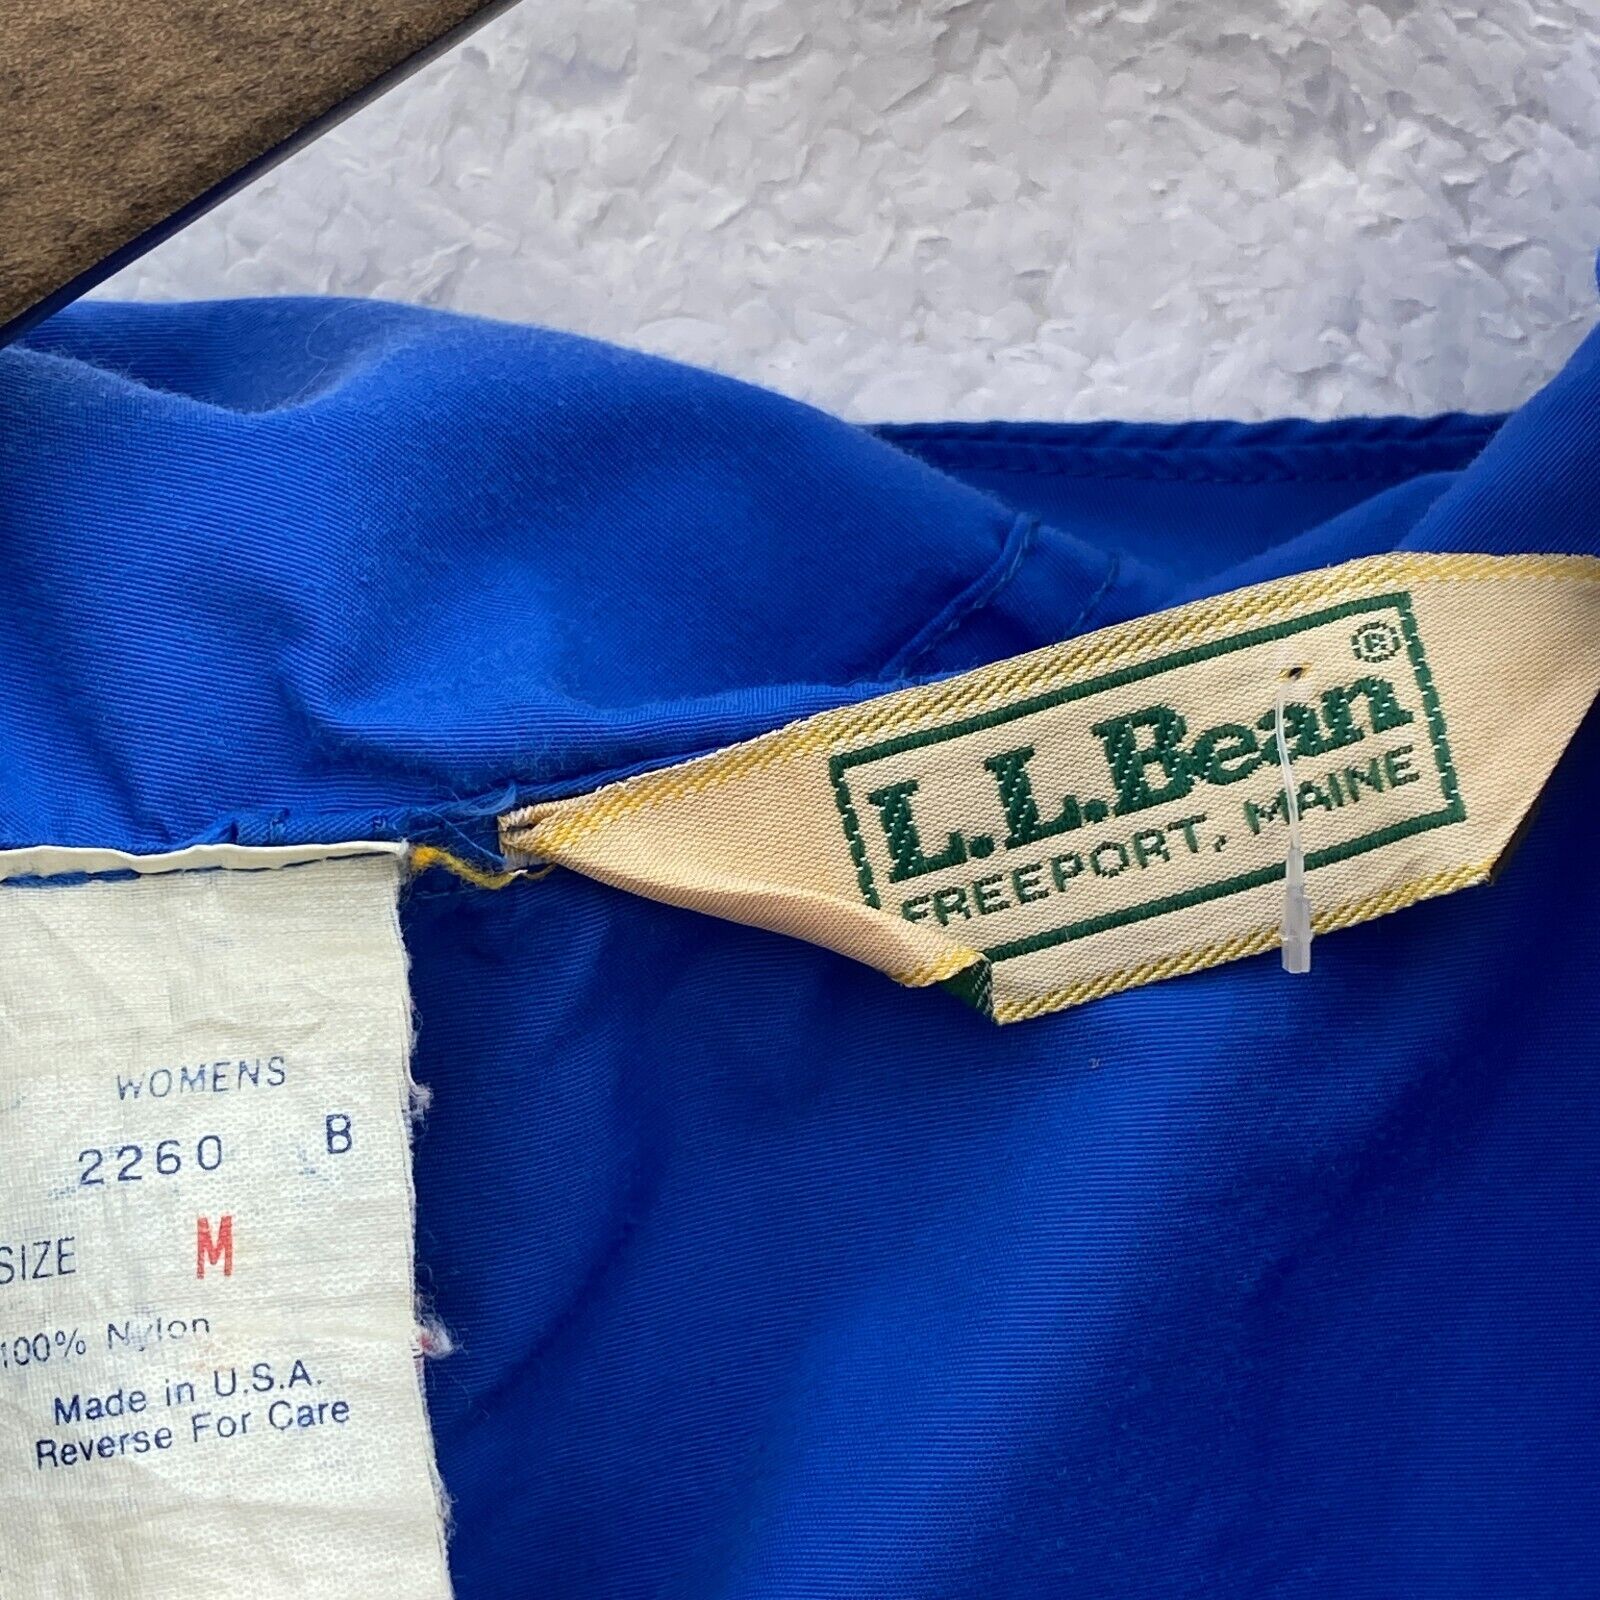 L.L.Bean®
FREEPORT, MAINE
WOMENS
2260 B
SIZE M
100% Nylon
Made in U.S.A.
Reverse For Care